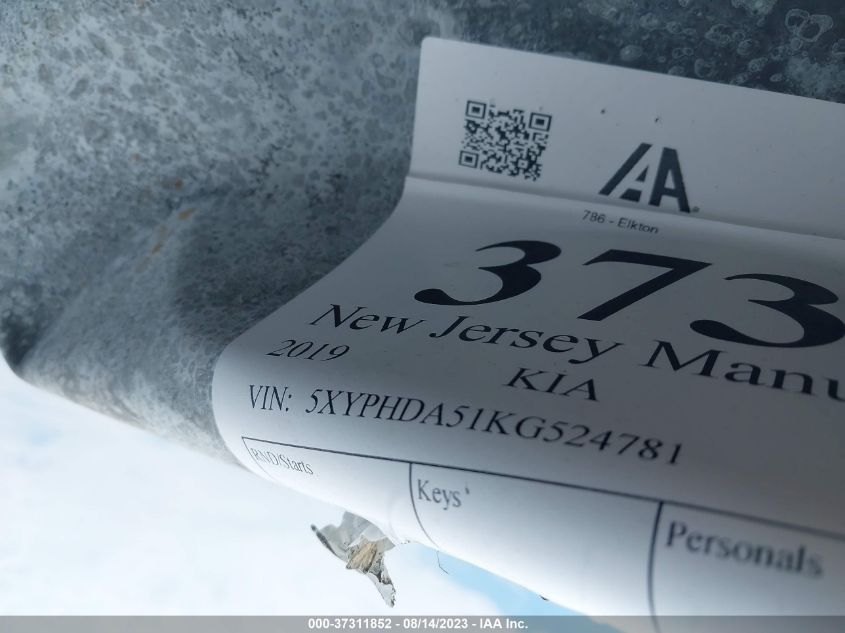 IAA
786 - Elkton
373
New Jersey Manu
2019 KIA
VIN: 5XYPHDA51KG524781
RND/Starts Keys Personals
000-37311852 - 08/14/2023 - IAA Inc.